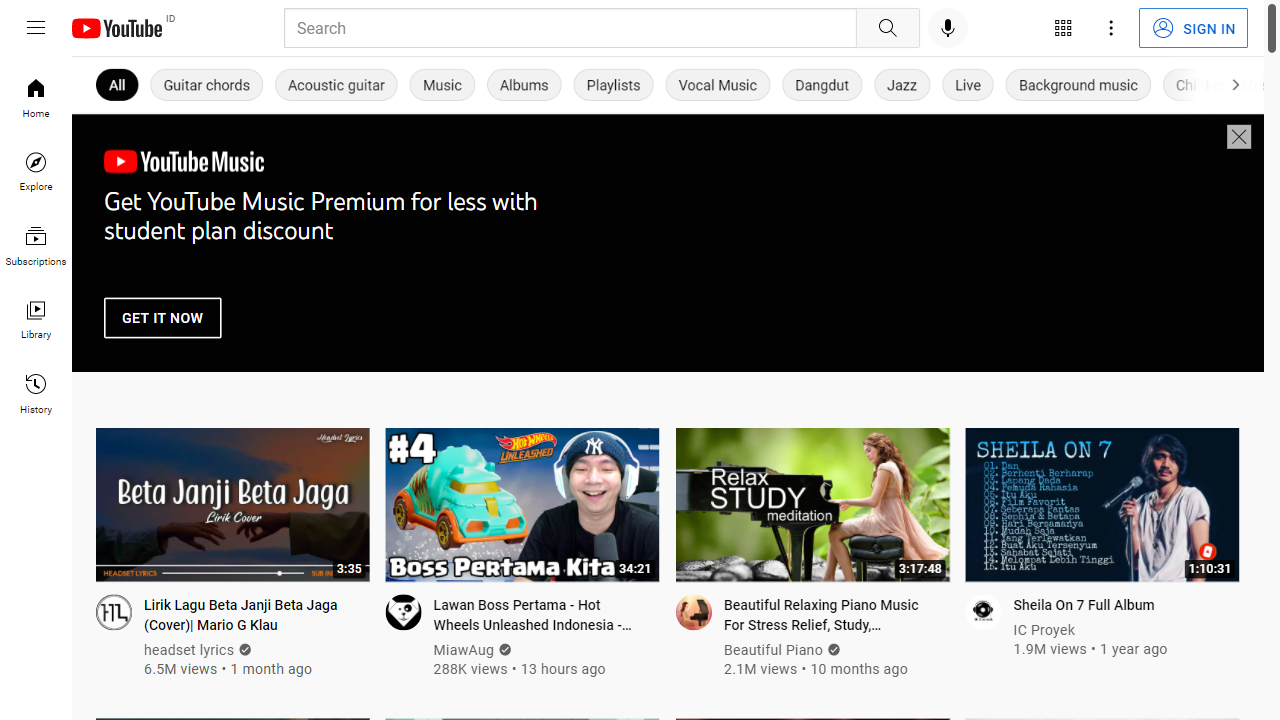 YouTube ID
Search
SIGN IN
Home
Explore
Subscriptions
Library
History
All
Guitar chords
Acoustic guitar
Music
Albums
Playlists
Vocal Music
Dangdut
Jazz
Live
Background music
YouTube Music
Get YouTube Music Premium for less with
student plan discount
GET IT NOW
Headset Lyrics
Beta Janji Beta Jaga
Lirik Cover
HEADSET LYRICS
3:35
Lirik Lagu Beta Janji Beta Jaga
(Cover)| Mario G Klau
headset lyrics
6.5M views • 1 month ago
#4
HOT WHEELS
UNLEASHED
Boss Pertama Kita
34:21
Lawan Boss Pertama - Hot
Wheels Unleashed Indonesia -...
MiawAug
288K views • 13 hours ago
Relax
STUDY
meditation
3:17:48
Beautiful Relaxing Piano Music
For Stress Relief, Study,...
Beautiful Piano
2.1M views • 10 months ago
SHEILA ON 7
01. Dan
02. Berhenti Berharap
03. Lapang Dada
04. Pemuda Rahasia
05. Itu Aku
06. Film Favorit
07. Seberapa Pantas
08. Sephia & Betapa
09. Hari Bersamanya
10. Mudah Saja
11. Yang Terlewatkan
12. Buat Aku Tersenyum
13. Sahabat Sejati
14. Melompat Lebih Tinggi
15. Itu Aku
1:10:31
Sheila On 7 Full Album
IC Proyek
1.9M views • 1 year ago